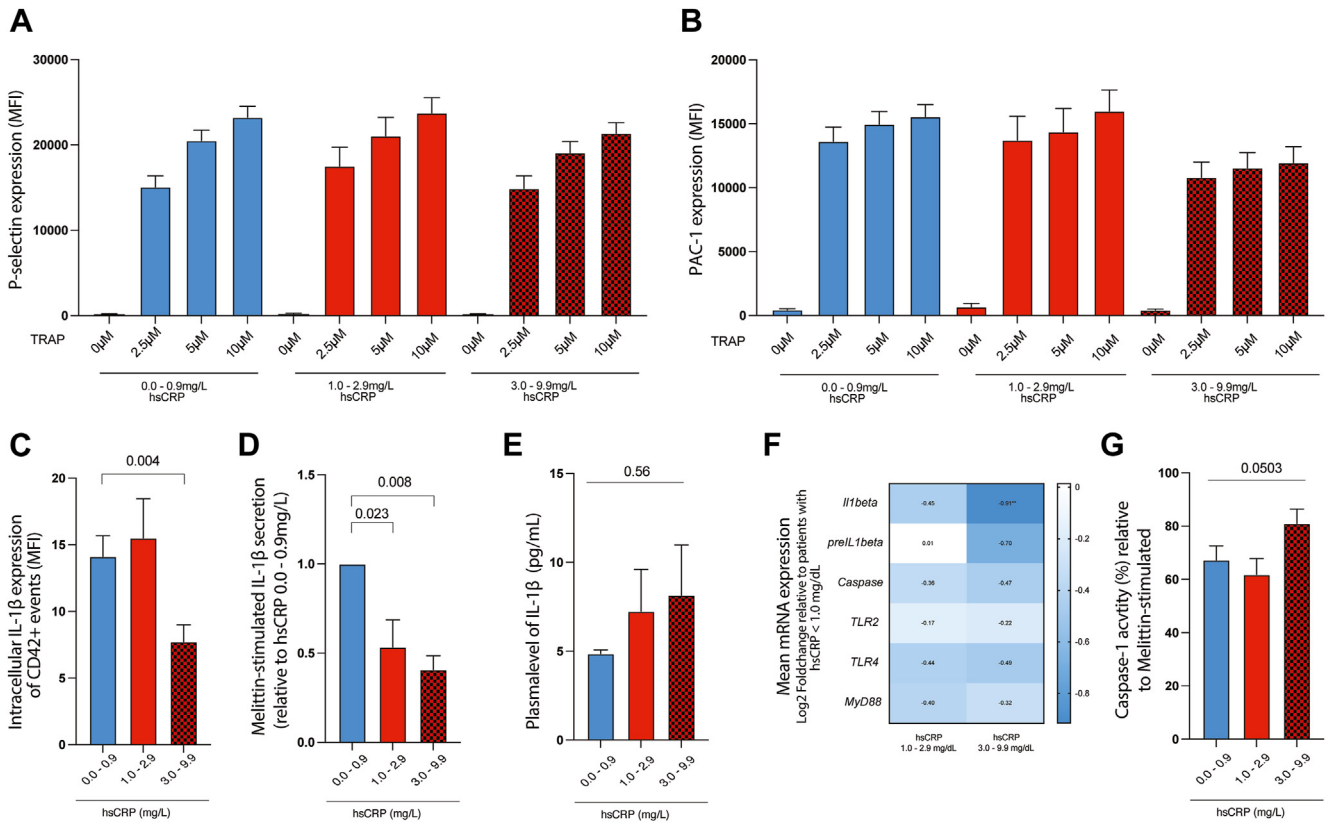 A
P-selectin expression (MFI)
30000
20000
10000
0
TRAP
0µM
2.5µM
5µM
10µM
0µM
2.5µM
5µM
10µM
0µM
2.5µM
5µM
10µM
0.0 - 0.9mg/L
hsCRP
1.0 - 2.9mg/L
hsCRP
3.0 - 9.9mg/L
hsCRP
B
PAC-1 expression (MFI)
20000
15000
10000
5000
0
TRAP
0µM
2.5µM
5µM
10µM
0µM
2.5µM
5µM
10µM
0µM
2.5µM
5µM
10µM
0.0 - 0.9mg/L
hsCRP
1.0 - 2.9mg/L
hsCRP
3.0 - 9.9mg/L
hsCRP
C
Intracellular IL-1β expression
of CD42+ events (MFI)
20
15
10
5
0
0.004
0.0 - 0.9
1.0 - 2.9
3.0 - 9.9
hsCRP (mg/L)
D
Melittin-stimulated IL-1β secretion
(relative to hsCRP 0.0 - 0.9mg/L)
1.5
1.0
0.5
0.0
0.008
0.023
0.0 - 0.9
1.0 - 2.9
3.0 - 9.9
hsCRP (mg/L)
E
Plasmalevel of IL-1β (pg/mL)
15
10
5
0
0.56
0.0 - 0.9
1.0 - 2.9
3.0 - 9.9
hsCRP (mg/L)
F
Mean mRNA expression
Log2 Foldchange relative to patients with
hsCRP < 1.0 mg/dL
Il1beta
-0.45
-0.91**
preIL1beta
0.01
-0.70
Caspase
-0.36
-0.47
TLR2
-0.17
-0.22
TLR4
-0.44
-0.49
MyD88
-0.40
-0.32
hsCRP
1.0 - 2.9 mg/dL
hsCRP
3.0 - 9.9 mg/dL
0
-0.2
-0.4
-0.6
-0.8
G
Caspase-1 acvtity (%) relative
to Melittin-stimulated
100
80
60
40
20
0
0.0503
0.0 - 0.9
1.0 - 2.9
3.0 - 9.9
hsCRP (mg/L)